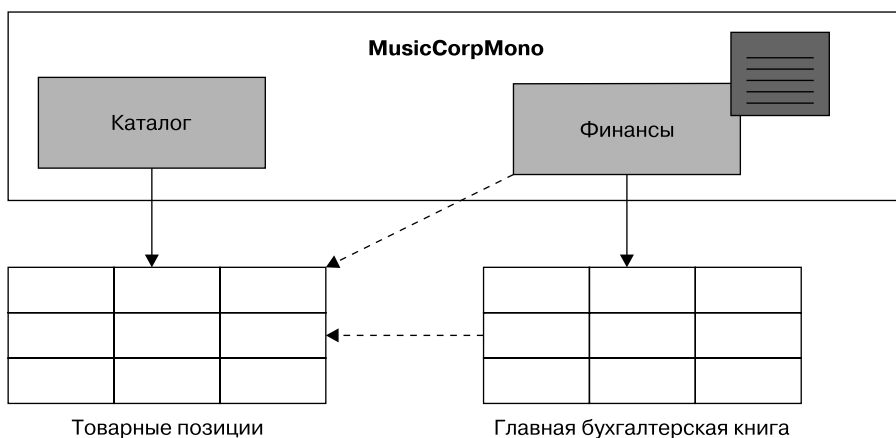 MusicCorpMono
Каталог
Финансы
Товарные позиции
Главная бухгалтерская книга